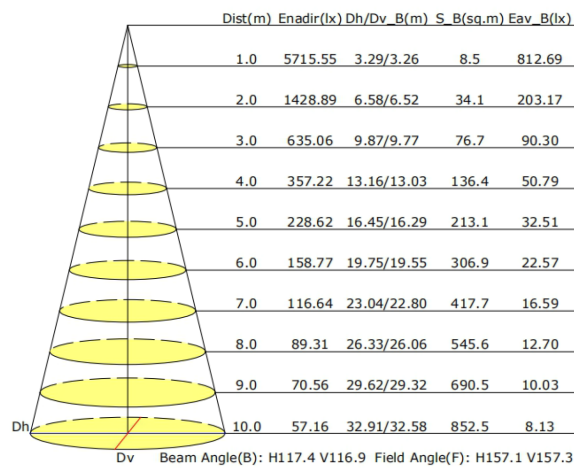 Dist(m) Enadir(lx) Dh/Dv_B(m) S_B(sq.m) Eav_B(lx)
1.0 5715.55 3.29/3.26 8.5 812.69
2.0 1428.89 6.58/6.52 34.1 203.17
3.0 635.06 9.87/9.77 76.7 90.30
4.0 357.22 13.16/13.03 136.4 50.79
5.0 228.62 16.45/16.29 213.1 32.51
6.0 158.77 19.75/19.55 306.9 22.57
7.0 116.64 23.04/22.80 417.7 16.59
8.0 89.31 26.33/26.06 545.6 12.70
9.0 70.56 29.62/29.32 690.5 10.03
Dh 10.0 57.16 32.91/32.58 852.5 8.13
Dv Beam Angle(B): H117.4 V116.9 Field Angle(F): H157.1 V157.3